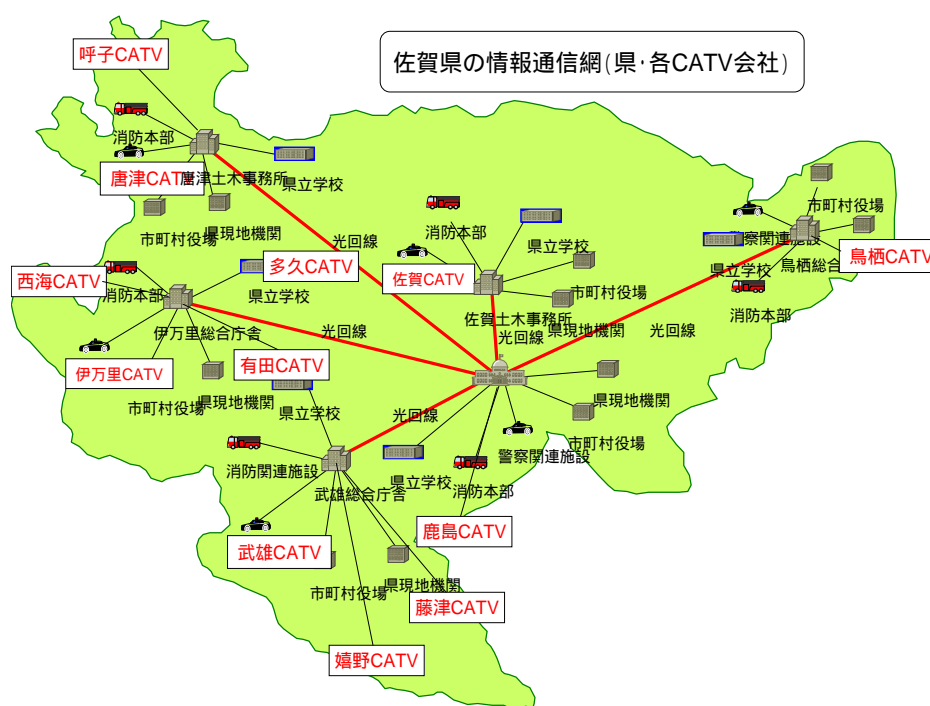 佐賀県の情報通信網(県・各CATV会社)
呼子CATV
消防本部
唐津CATV
唐津土木事務所
県立学校
市町村役場
県現地機関
光回線
消防本部
県立学校
佐賀CATV
市町村役場
佐賀土木事務所
県現地機関
光回線
市町村役場
警察関連施設
県立学校
鳥栖総合
鳥栖CATV
消防本部
光回線
西海CATV
消防本部
多久CATV
県立学校
伊万里総合庁舎
光回線
伊万里CATV
有田CATV
市町村役場
県現地機関
県立学校
光回線
県現地機関
市町村役場
警察関連施設
県立学校
消防本部
消防関連施設
武雄総合庁舎
鹿島CATV
武雄CATV
市町村役場
県現地機関
藤津CATV
嬉野CATV